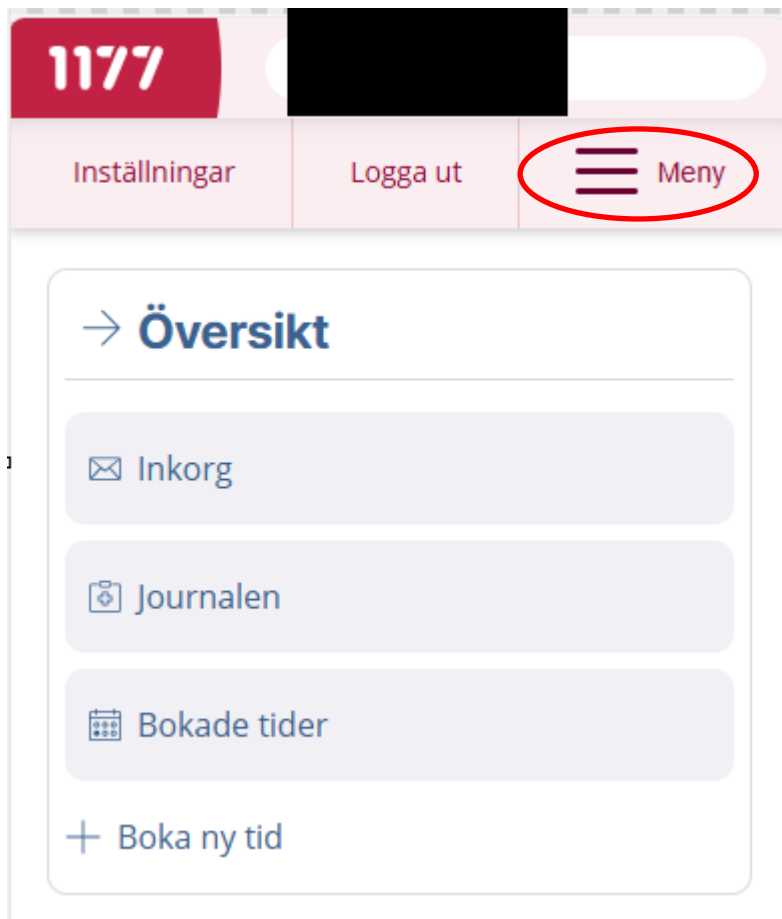 1177
Inställningar Logga ut Meny
Översikt
Inkorg
Journalen
Bokade tider
Boka ny tid